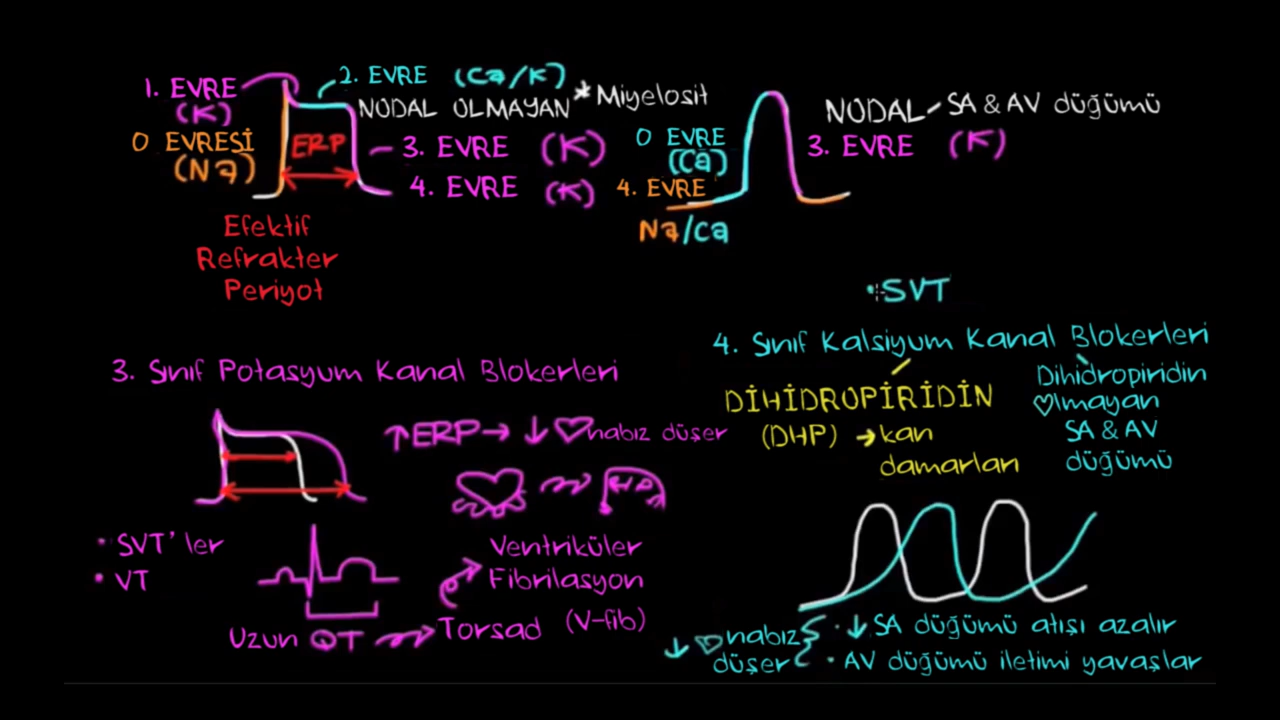 1. EVRE
(K)
2. EVRE (Ca/K)
NODAL OLMAYAN *Miyelosit
0 EVRESİ
(Na)
ERP
3. EVRE (K)
4. EVRE (K)
Efektif
Refrakter
Periyot
NODAL - SA & AV düğümü
0 EVRE
(Ca)
3. EVRE (K)
4. EVRE
Na/Ca
•SVT
3. Sınıf Potasyum Kanal Blokerleri
↑ERP→ ↓ ♡nabız düşer
• SVT'ler
• VT
Uzun QT
Torsad (V-fib)
Ventriküler
Fibrilasyon
4. Sınıf Kalsiyum Kanal Blokerleri
DİHİDROPİRİDİN
(DHP) →kan
damarları
Dihidropiridin
♡lmayan
SA & AV
düğümü
↓ ♡nabız
düşer
• ↓ SA düğümü atışı azalır
• AV düğümü iletimi yavaşlar